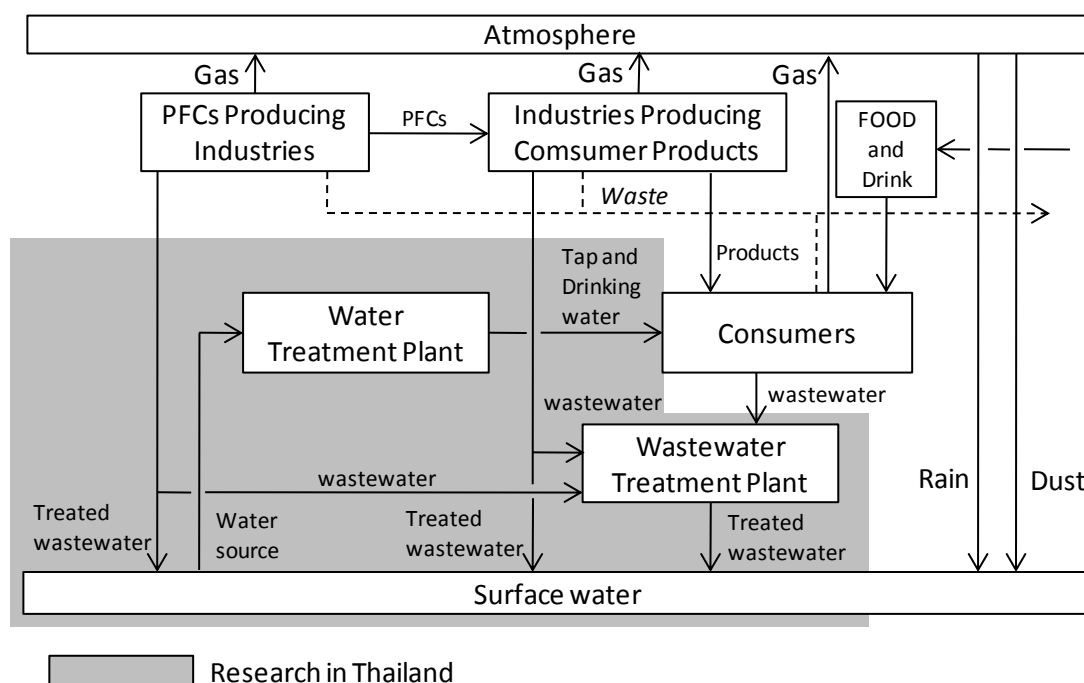 Atmosphere
Gas
Gas
Gas
PFCs Producing
Industries
PFCs
Industries Producing
Comsumer Products
FOOD
and
Drink
Waste
Products
Tap and
Drinking
water
Water
Treatment Plant
Consumers
wastewater
wastewater
Wastewater
Treatment Plant
wastewater
Rain
Dust
Treated
wastewater
Water
source
Treated
wastewater
Treated
wastewater
Surface water
Research in Thailand